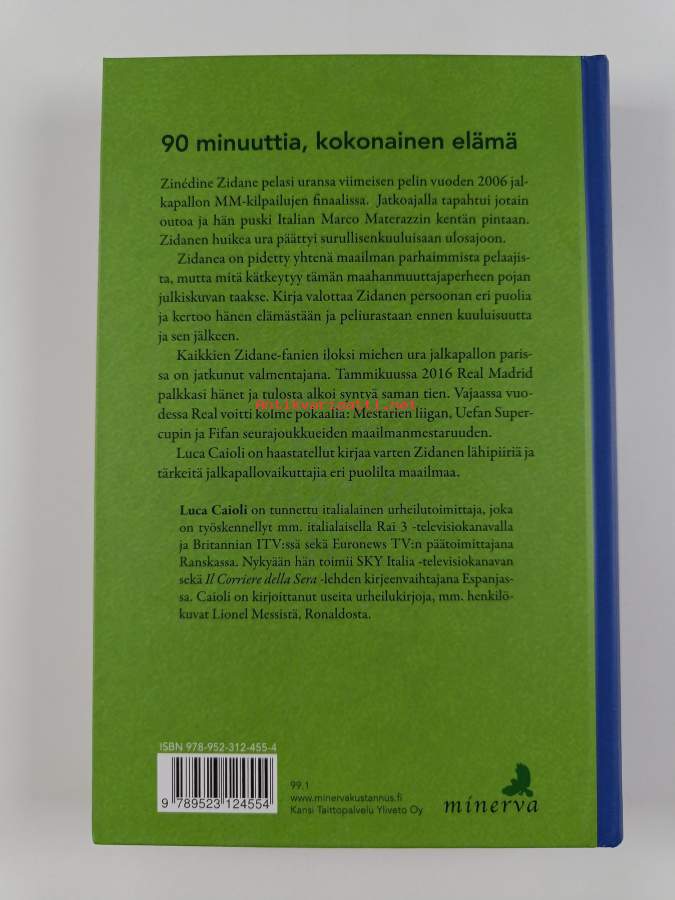 90 minuuttia, kokonainen elämä
Zinédine Zidane pelasi uransa viimeisen pelin vuoden 2006 jal-
kapallon MM-kilpailujen finaalissa. Jatkoajalla tapahtui jotain
outoa ja hän puski Italian Marco Materazzin kentän pintaan.
Zidanen huikea ura päättyi surullisenkuuluisaan ulosajoon.
Zidanea on pidetty yhtenä maailman parhaimmista pelaajis-
ta, mutta mitä kätkeytyy tämän maahanmuuttajaperheen pojan
julkiskuvan taakse. Kirja valottaa Zidanen persoonan eri puolia
ja kertoo hänen elämästään ja peliurastaan ennen kuuluisuutta
ja sen jälkeen.
Kaikkien Zidane-fanien iloksi miehen ura jalkapallon paris-
sa on jatkunut valmentajana. Tammikuussa 2016 Real Madrid
palkkasi hänet ja tulosta alkoi syntyä saman tien. Vajaassa vuo-
Antikvariaatti.net
dessa Real voitti kolme pokaalia: Mestarien liigan, Uefan Super-
cupin ja Fifan seurajoukkueiden maailmanmestaruuden.
Luca Caioli on haastatellut kirjaa varten Zidanen lähipiiriä ja
tärkeitä jalkapallovaikuttajia eri puolilta maailmaa.
Luca Caioli on tunnettu italialainen urheilutoimittaja, joka
on työskennellyt mm. italialaisella Rai 3 -televisiokanavalla
ja Britannian ITV:ssä sekä Euronews TV:n päätoimittajana
Ranskassa. Nykyään hän toimii SKY Italia -televisiokanavan
sekä Il Corriere della Sera -lehden kirjeenvaihtajana Espanjas-
sa. Caioli on kirjoittanut useita urheilukirjoja, mm. henkilö-
kuvat Lionel Messistä, Ronaldosta.
ISBN 978-952-312-455-4
9 789523 124554
99.1
www.minervakustannus.fi
Kansi Taittopalvelu Yliveto Oy
minerva